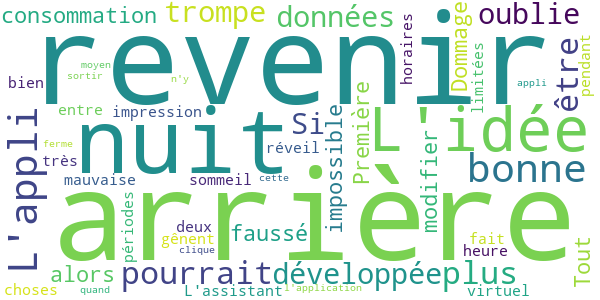 consommation trompe données oublie
revenir
horaires Dommage limitées être pendant
moyen
sortir n'y appli
bien
entre impression
L'appli nuit Si impossible Première modifier L'idée
ferme
très réveil
bonne
mauvaise sommeil cette
arrière
périodes deux
gênent
clique
faussé
fait
heure
Tout
alors pourrait développée plus
choses quand L'assistant l'application virtuel